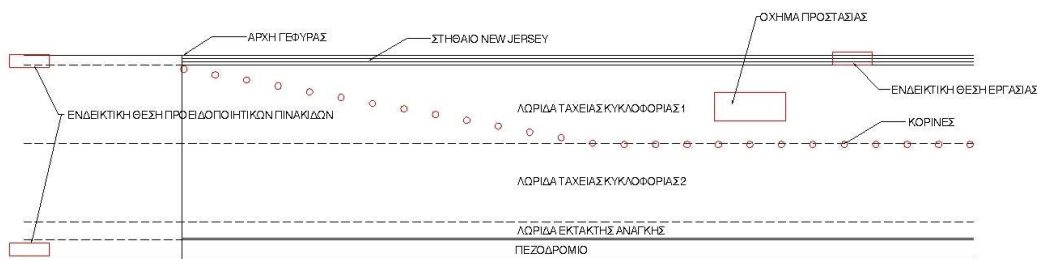 ΟΧΗΜΑ ΠΡΟΣΤΑΣΙΑΣ
ΑΡΧΗ ΓΕΦΥΡΑΣ
ΣΤΗΘΑΙΟ NEW JERSEY
ΕΝΔΕΙΚΤΙΚΗ ΘΕΣΗ ΕΡΓΑΣΙΑΣ
ΛΩΡΙΔΑ ΤΑΧΕΙΑΣ ΚΥΚΛΟΦΟΡΙΑΣ 1
ΕΝΔΕΙΚΤΙΚΗ ΘΕΣΗ ΠΡΟΕΙΔΟΠΟΙΗΤΙΚΩΝ ΠΙΝΑΚΙΔΩΝ
ΚΟΡΙΝΕΣ
ΛΩΡΙΔΑ ΤΑΧΕΙΑΣ ΚΥΚΛΟΦΟΡΙΑΣ 2
ΛΩΡΙΔΑ ΕΚΤΑΚΤΗΣ ΑΝΑΓΚΗΣ
ΠΕΖΟΔΡΟΜΙΟ